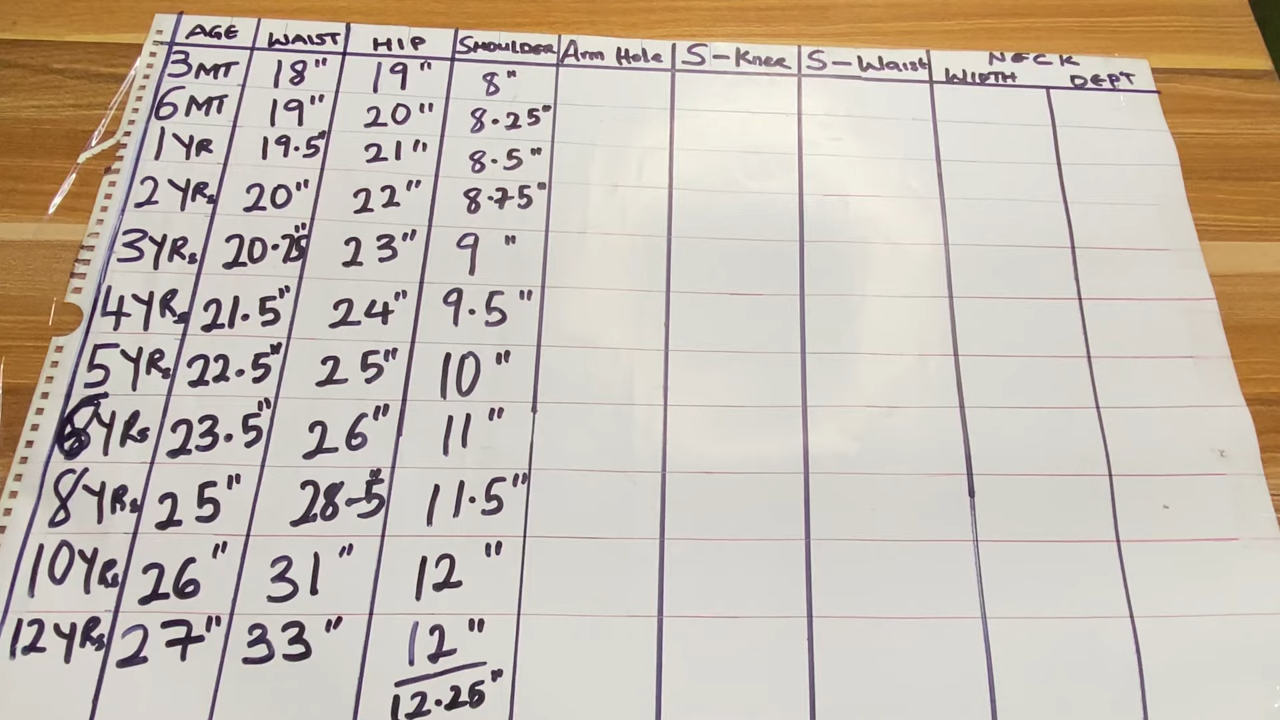 AGE WAIST HIP SHOULDER Arm Hole S-Knee S-Waist NECK
WIDTH DEPT
3MT 18" 19" 8"
6MT 19" 20" 8.25"
1YR 19.5" 21" 8.5"
2YRs 20" 22" 8.75"
3YRs 20.25" 23" 9"
4YRs 21.5" 24" 9.5"
5YRs 22.5" 25" 10"
6YRs 23.5" 26" 11"
8YRs 25" 28.5" 11.5"
10YRs 26" 31" 12"
12YRs 27" 33" 12"
12.25"